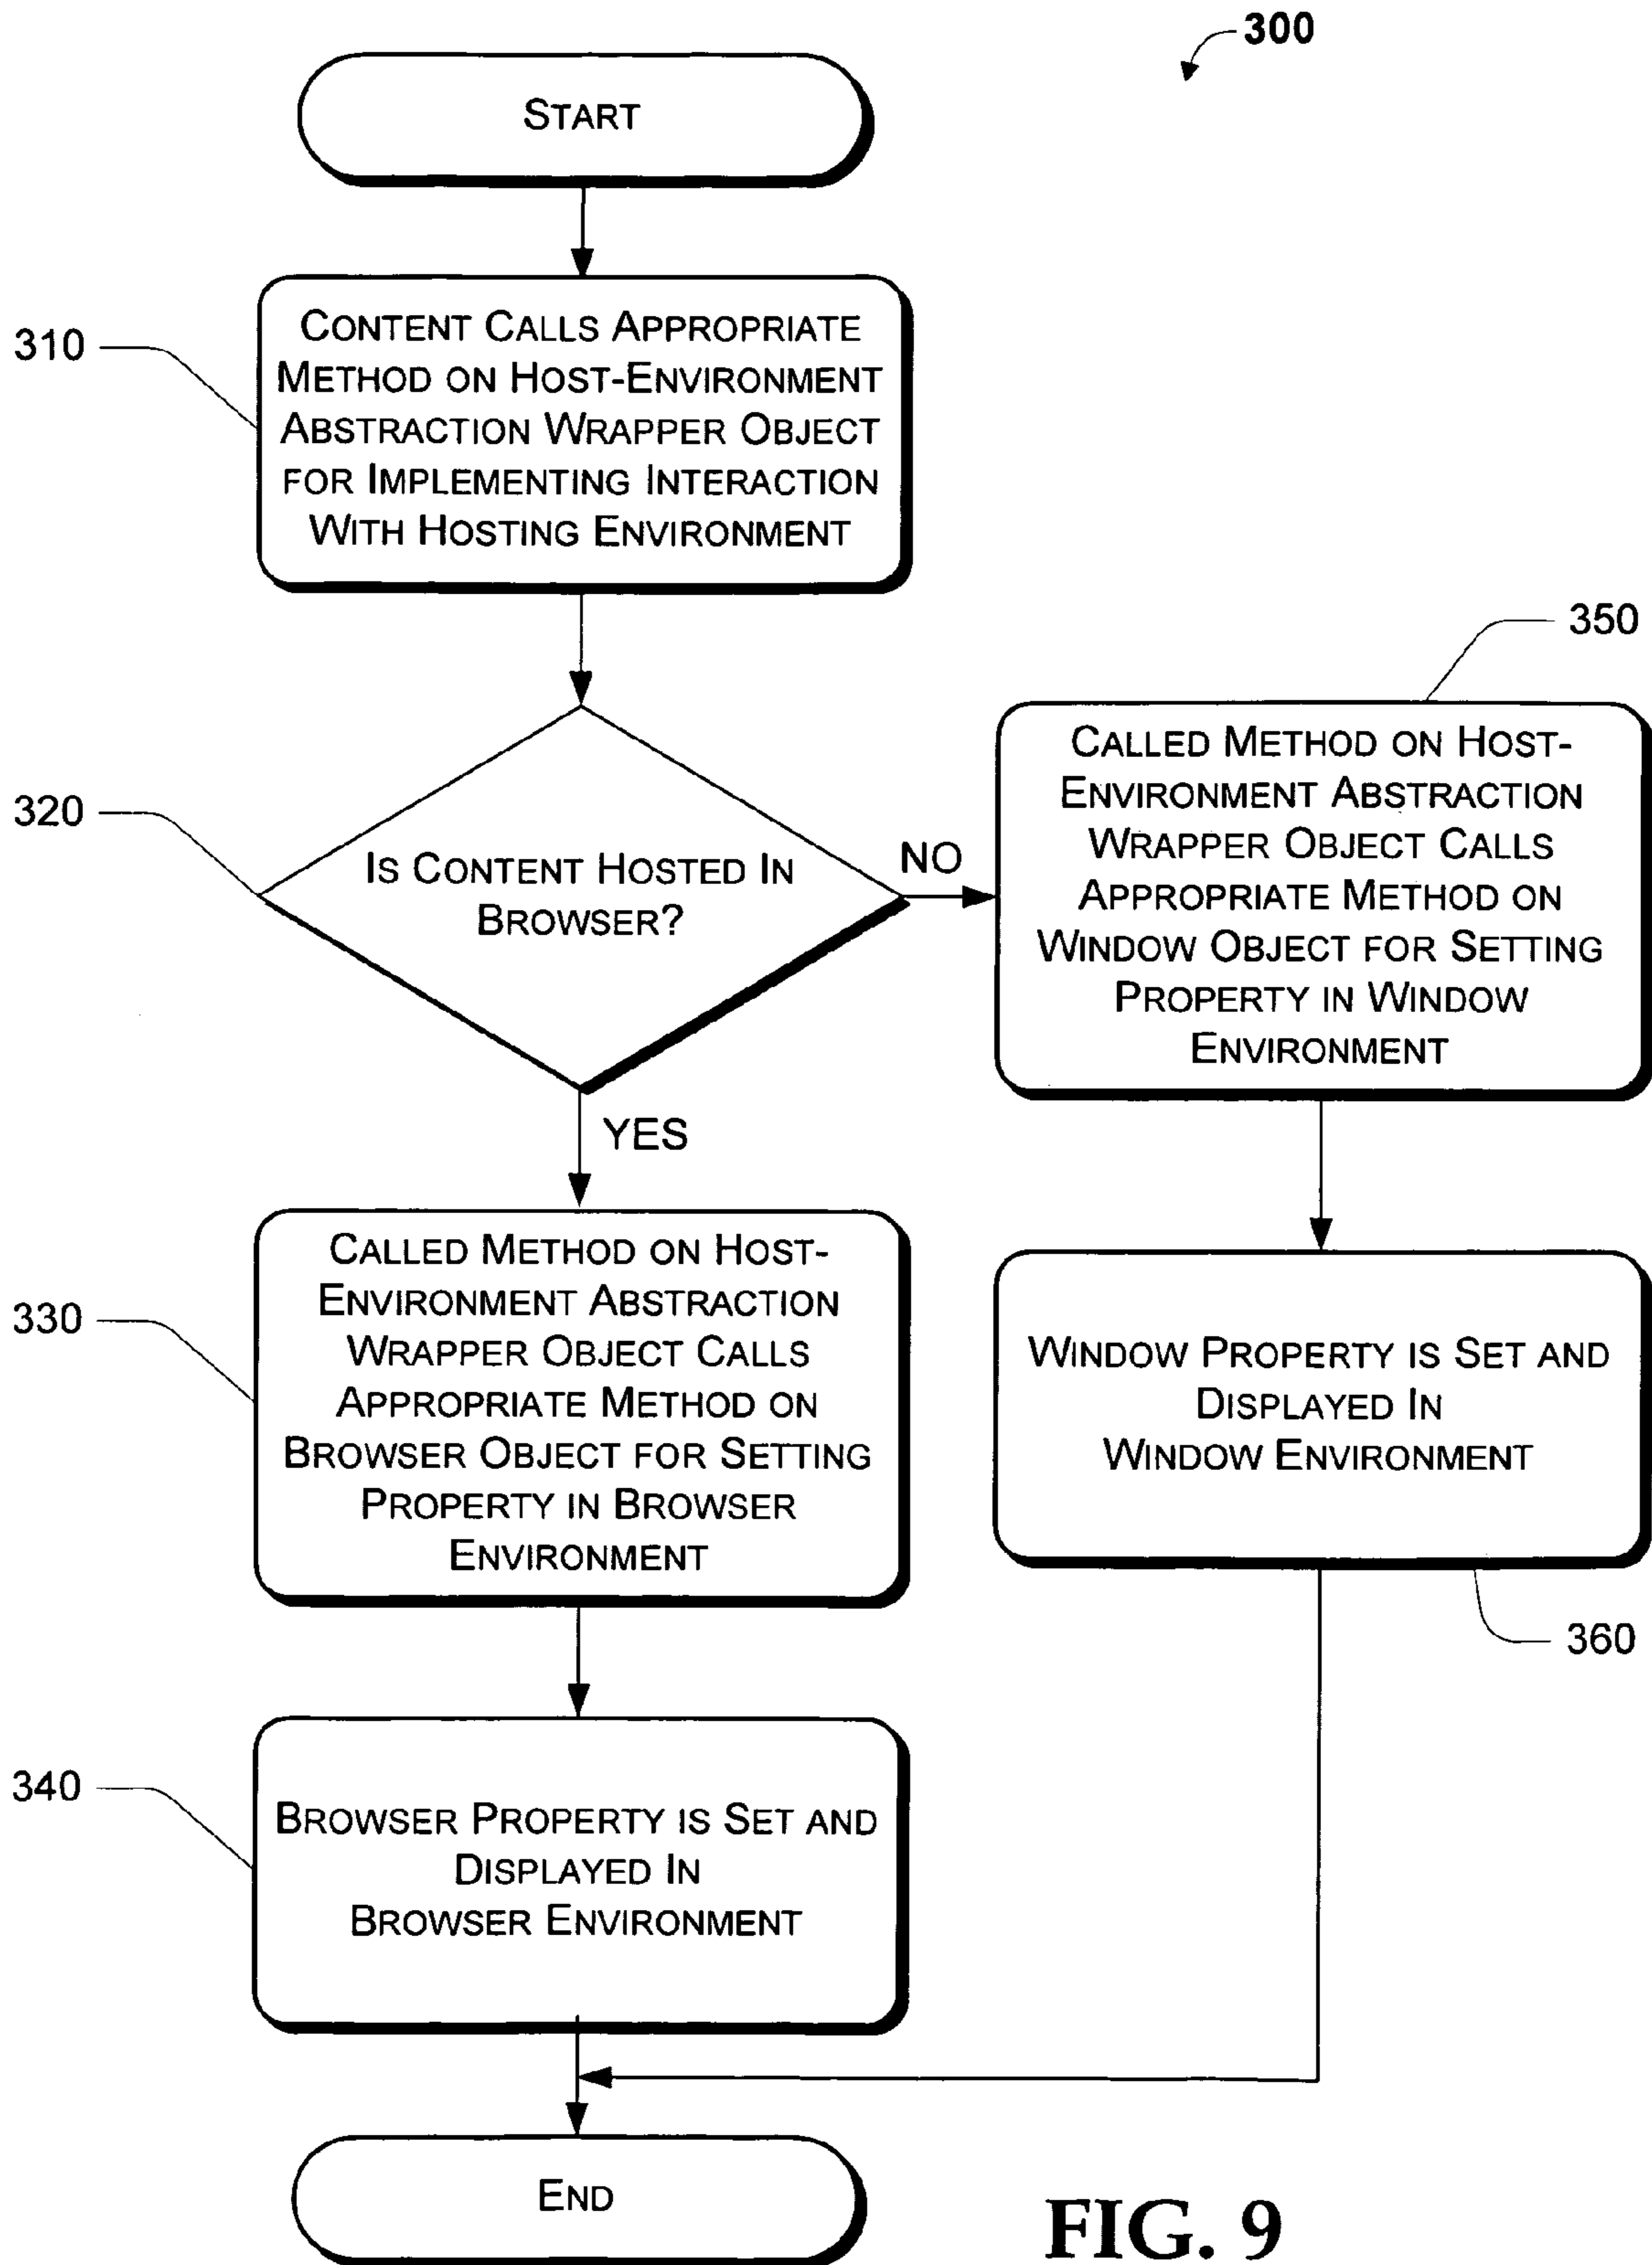 300
START
310
CONTENT CALLS APPROPRIATE
METHOD ON HOST-ENVIRONMENT
ABSTRACTION WRAPPER OBJECT
FOR IMPLEMENTING INTERACTION
WITH HOSTING ENVIRONMENT
320
IS CONTENT HOSTED IN
BROWSER?
NO
YES
350
CALLED METHOD ON HOST-
ENVIRONMENT ABSTRACTION
WRAPPER OBJECT CALLS
APPROPRIATE METHOD ON
WINDOW OBJECT FOR SETTING
PROPERTY IN WINDOW
ENVIRONMENT
330
CALLED METHOD ON HOST-
ENVIRONMENT ABSTRACTION
WRAPPER OBJECT CALLS
APPROPRIATE METHOD ON
BROWSER OBJECT FOR SETTING
PROPERTY IN BROWSER
ENVIRONMENT
WINDOW PROPERTY IS SET AND
DISPLAYED IN
WINDOW ENVIRONMENT
360
340
BROWSER PROPERTY IS SET AND
DISPLAYED IN
BROWSER ENVIRONMENT
END
FIG. 9